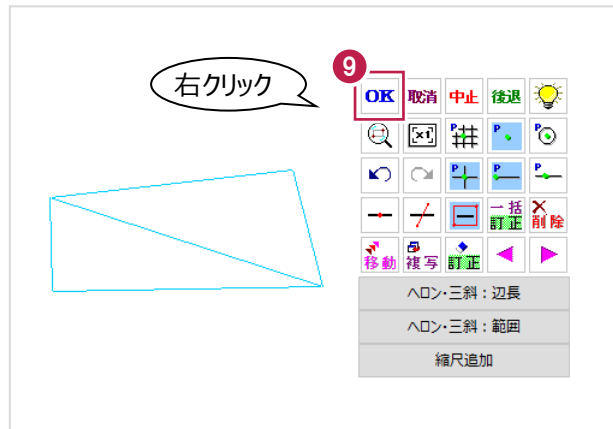 9
右クリック
OK 取消 中止 後退
[×1] P P P
P P P
一括訂正 削除
移動 複写 訂正
ヘロン・三斜：辺長
ヘロン・三斜：範囲
縮尺追加